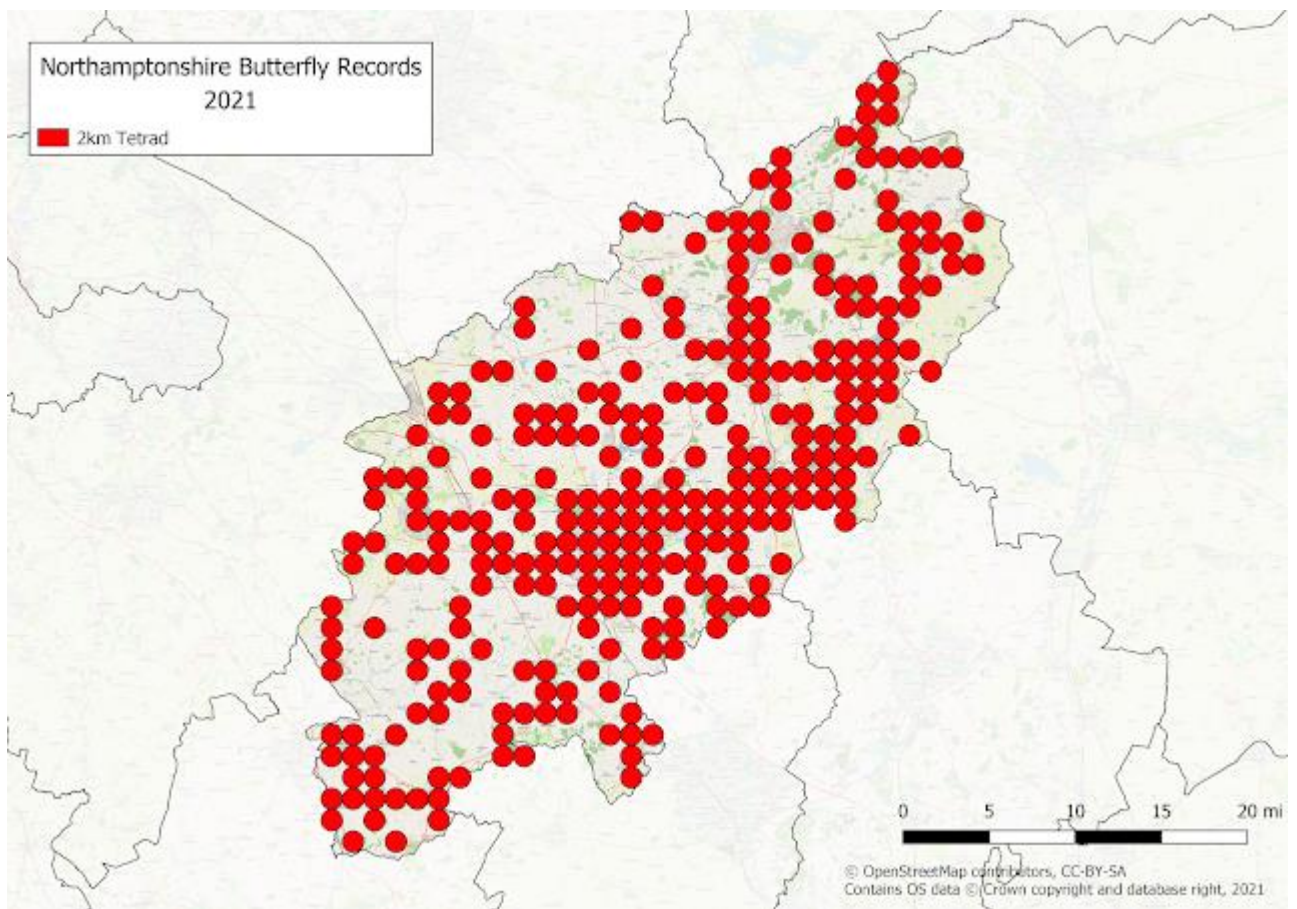 Northamptonshire Butterfly Records
2021
2km Tetrad
0 5 10 15 20 mi
© OpenStreetMap contributors, CC-BY-SA
Contains OS data © Crown copyright and database right, 2021